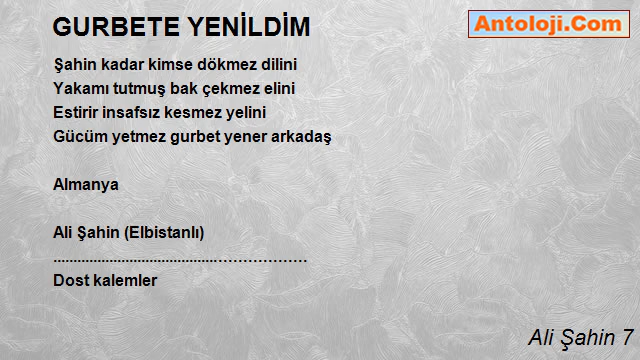 GURBETE YENİLDİM
Antoloji.Com
Şahin kadar kimse dökmez dilini
Yakamı tutmuş bak çekmez elini
Estirir insafsız kesmez yelini
Gücüm yetmez gurbet yener arkadaş
Almanya
Ali Şahin (Elbistanlı)
............................................................
Dost kalemler
Ali Şahin 7